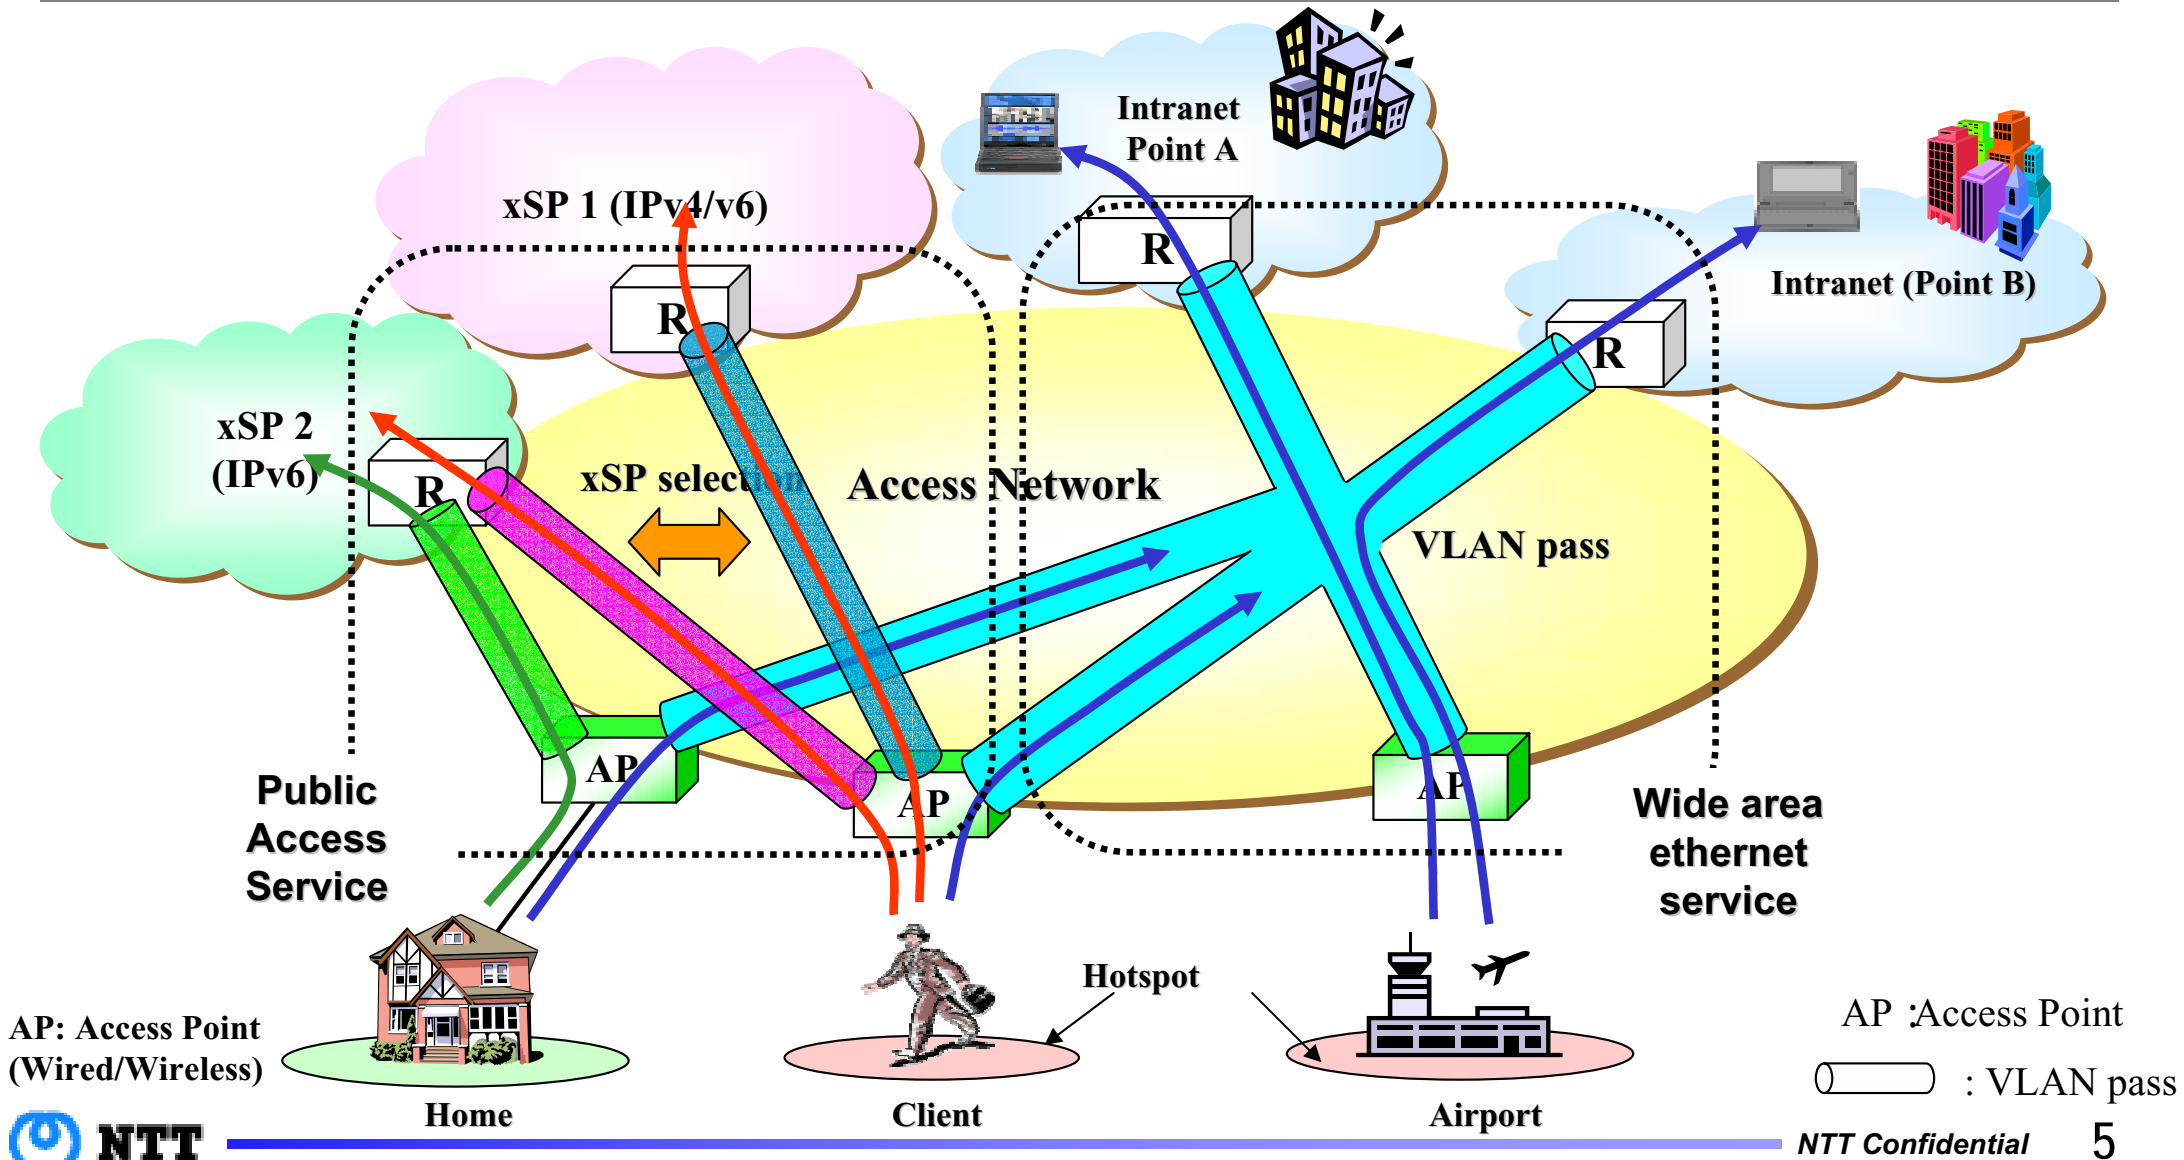 Intranet
Point A
xSP 1 (IPv4/v6)
R
Intranet (Point B)
R
R
xSP 2
(IPv6)
R
xSP selection
Access Network
VLAN pass
AP
AP
AP
Public
Access
Service
Wide area
ethernet
service
Hotspot
AP: Access Point
(Wired/Wireless)
AP :Access Point
: VLAN pass
Home
Client
Airport
NTT
NTT Confidential
5